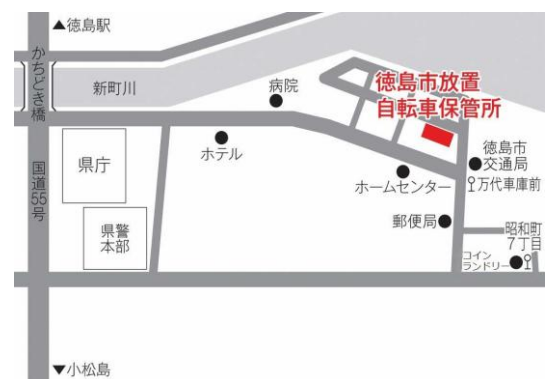 ▲徳島駅
かちどき橋
新町川
病院
徳島市放置
自転車保管所
国道55号
県庁
ホテル
ホームセンター
徳島市
交通局
万代車庫前
県警
本部
郵便局
昭和町
7丁目
コイン
ランドリー
▼小松島